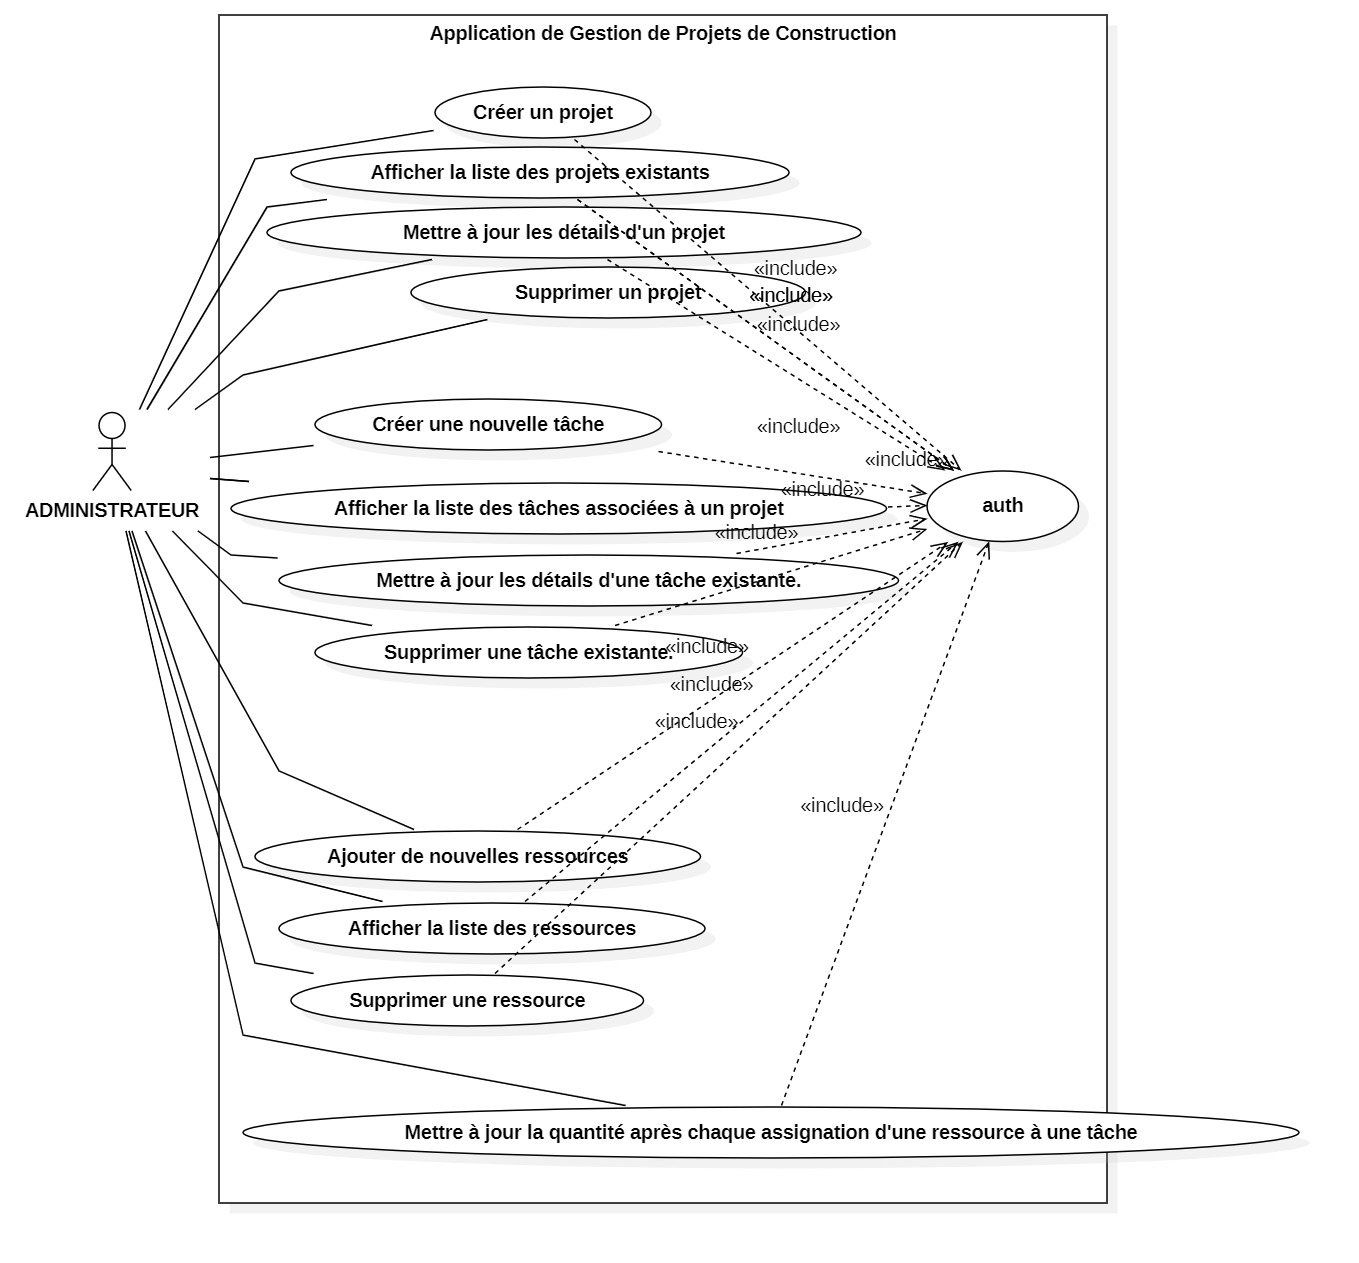 Application de Gestion de Projets de Construction
Créer un projet
Afficher la liste des projets existants
Mettre à jour les détails d'un projet
«include»
Supprimer un projet
«include»
«include»
Créer une nouvelle tâche
«include»
«include»
«include»
ADMINISTRATEUR
Afficher la liste des tâches associées à un projet
auth
«include»
Mettre à jour les détails d'une tâche existante.
Supprimer une tâche existante.
«include»
«include»
«include»
«include»
Ajouter de nouvelles ressources
Afficher la liste des ressources
Supprimer une ressource
Mettre à jour la quantité après chaque assignation d'une ressource à une tâche